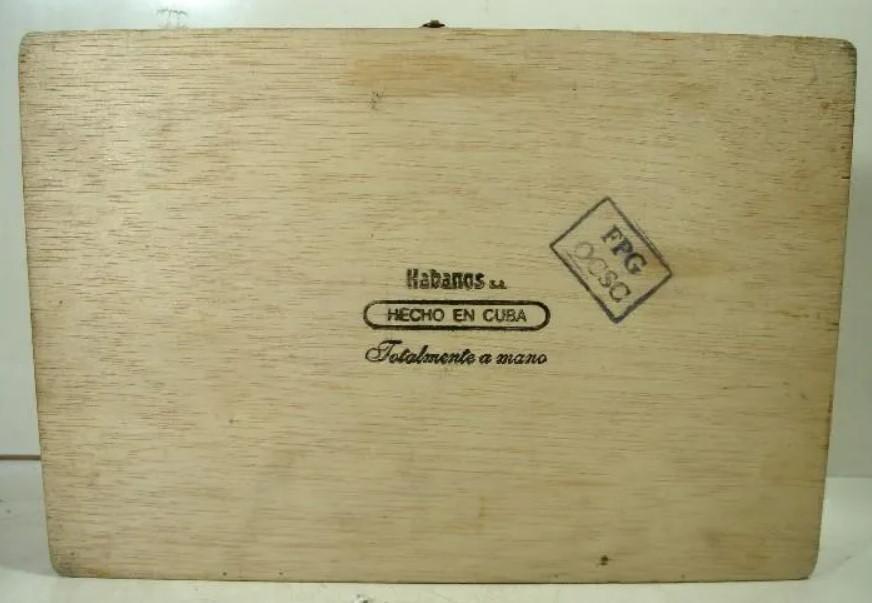 Habanos s.a.
HECHO EN CUBA
Totalmente a mano
FPG
OCSC